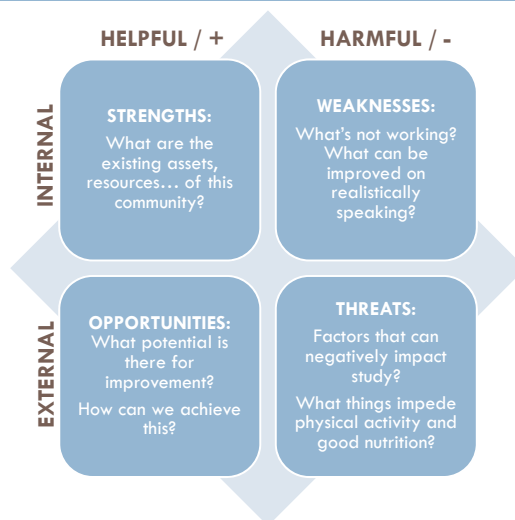 HELPFUL / +
HARMFUL / -
INTERNAL
STRENGTHS:
What are the
existing assets,
resources... of this
community?
WEAKNESSES:
What's not working?
What can be
improved on
realistically
speaking?
EXTERNAL
OPPORTUNITIES:
What potential is
there for
improvement?
How can we achieve
this?
THREATS:
Factors that can
negatively impact
study?
What things impede
physical activity and
good nutrition?